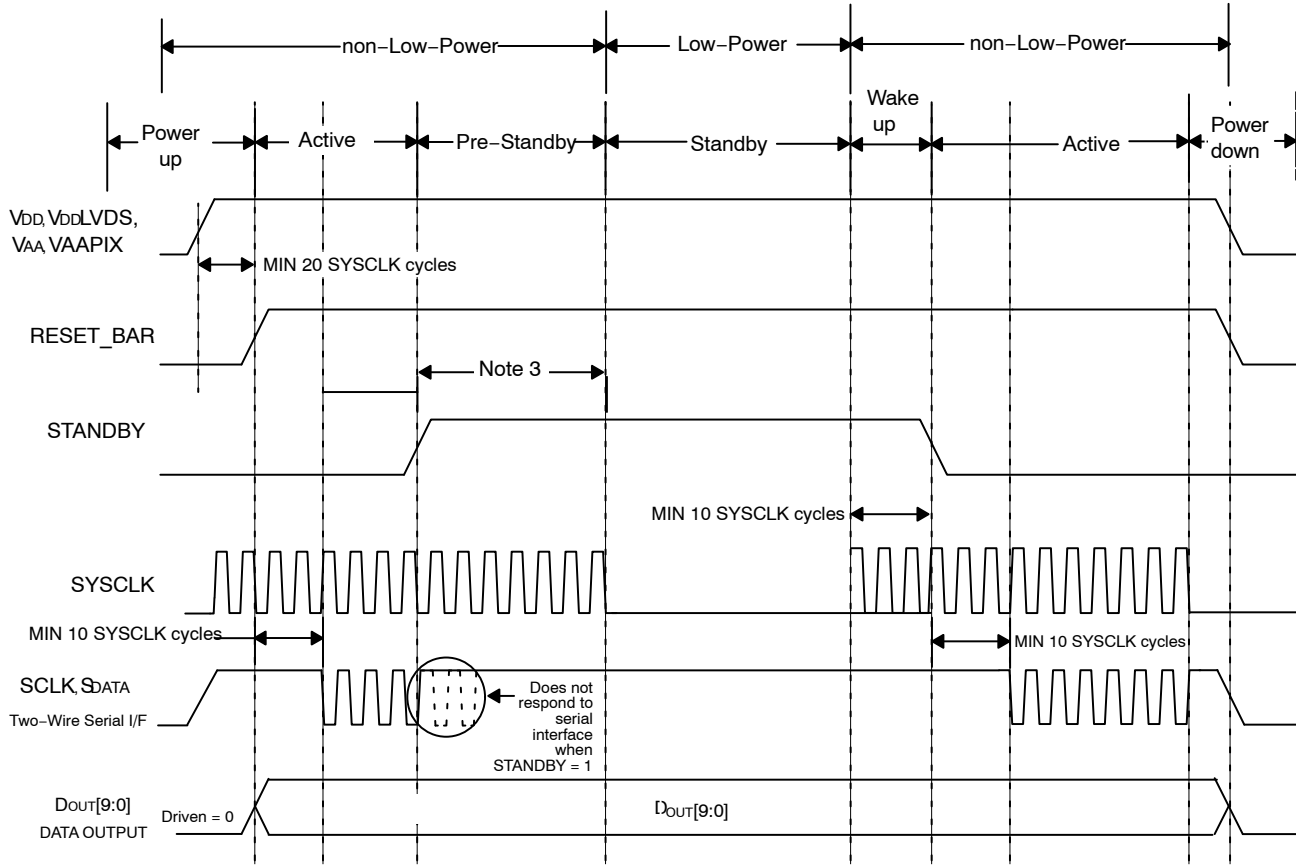 non−Low−Power
Low−Power
non−Low−Power
Power
up
Active
Pre−Standby
Standby
Wake
up
Active
Power
down
VDD, VDDLVDS,
VAA, VAAPIX
MIN 20 SYSCLK cycles
RESET_BAR
Note 3
STANDBY
MIN 10 SYSCLK cycles
SYSCLK
MIN 10 SYSCLK cycles
MIN 10 SYSCLK cycles
SCLK, SDATA
Two−Wire Serial I/F
Does not
respond to
serial
interface
when
STANDBY = 1
DOUT[9:0]
DATA OUTPUT
Driven = 0
DOUT[9:0]